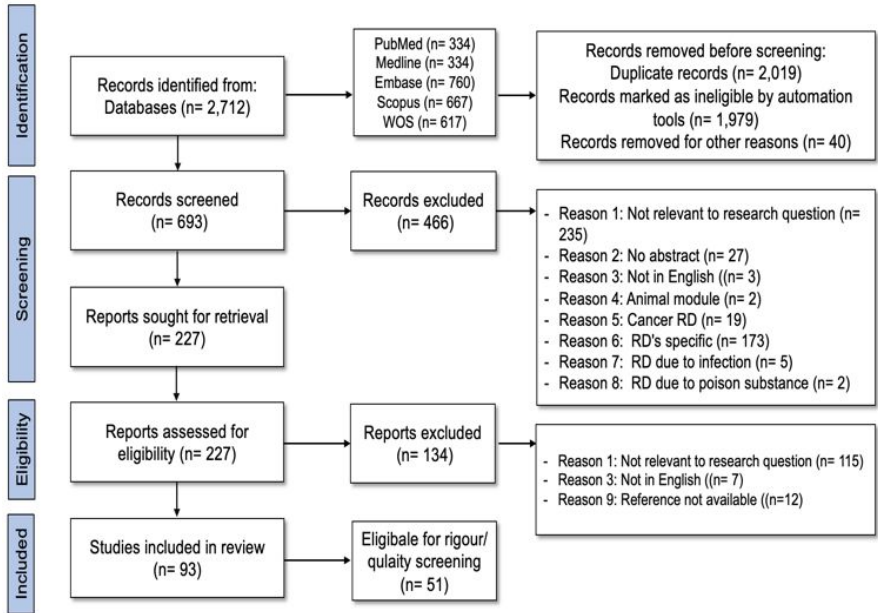 Identification
Records identified from:
Databases (n= 2,712)
PubMed (n= 334)
Medline (n= 334)
Embase (n= 760)
Scopus (n= 667)
WOS (n= 617)
Records removed before screening:
Duplicate records (n= 2,019)
Records marked as ineligible by automation
tools (n= 1,979)
Records removed for other reasons (n= 40)
Screening
Records screened
(n= 693)
Records excluded
(n= 466)
- Reason 1: Not relevant to research question (n=
235)
- Reason 2: No abstract (n= 27)
- Reason 3: Not in English ((n= 3)
- Reason 4: Animal module (n= 2)
- Reason 5: Cancer RD (n= 19)
- Reason 6: RD's specific (n= 173)
- Reason 7: RD due to infection (n= 5)
- Reason 8: RD due to poison substance (n= 2)
Reports sought for retrieval
(n= 227)
Eligibility
Reports assessed for
eligibility (n= 227)
Reports excluded
(n= 134)
- Reason 1: Not relevant to research question (n= 115)
- Reason 3: Not in English ((n= 7)
- Reason 9: Reference not available ((n=12)
Included
Studies included in review
(n= 93)
Eligibale for rigour/
qulaity screening
(n= 51)